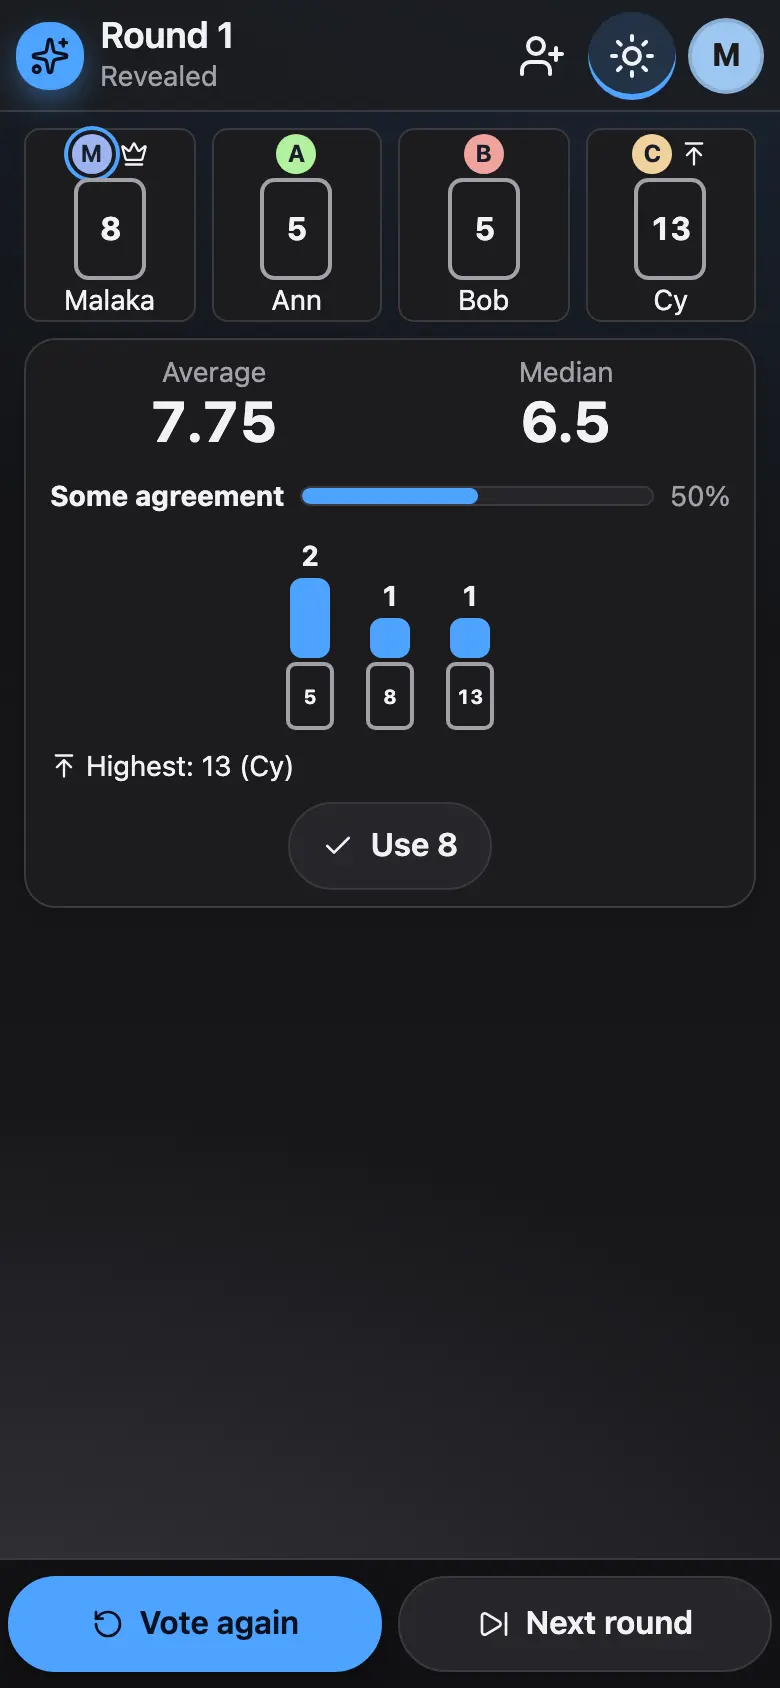 Round 1
Revealed
M
M
8
Malaka
A
5
Ann
B
5
Bob
C
13
Cy
Average
7.75
Median
6.5
Some agreement
50%
2
1
1
5
8
13
Highest: 13 (Cy)
Use 8
Vote again
Next round